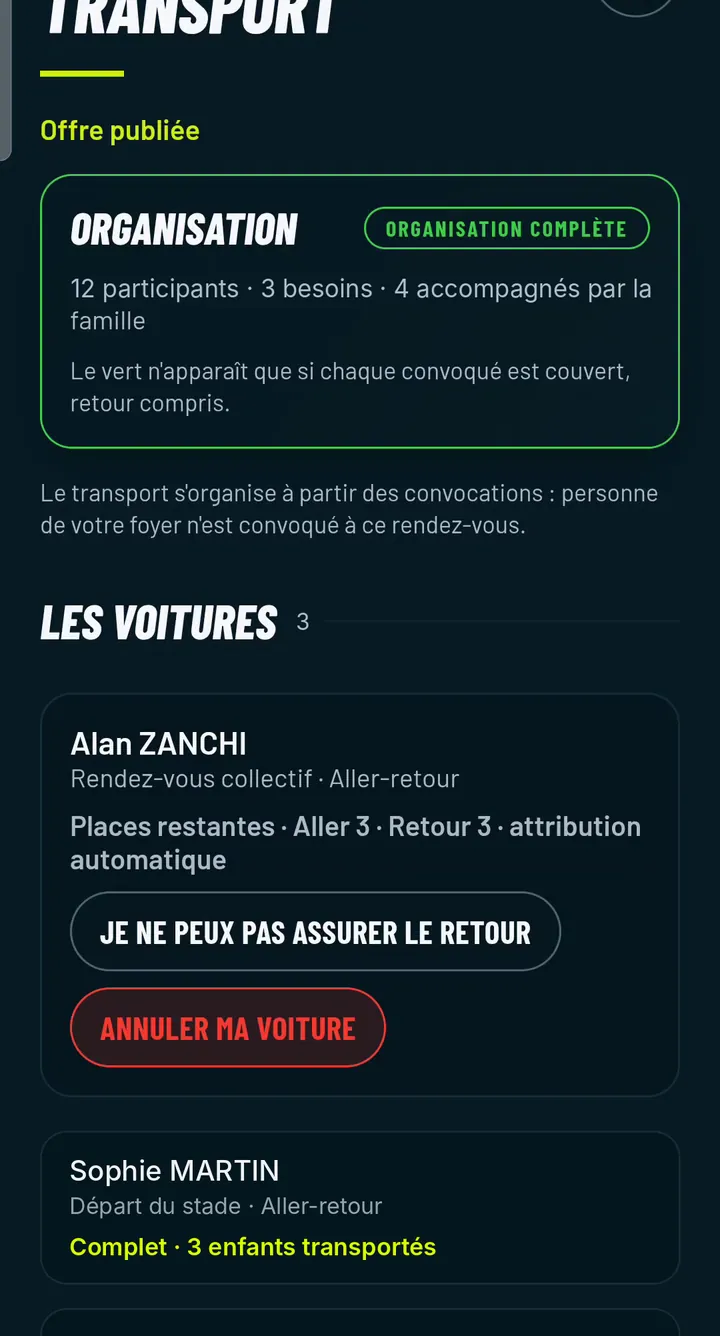 TRANSPORT
Offre publiée
ORGANISATION
ORGANISATION COMPLÈTE
12 participants · 3 besoins · 4 accompagnés par la
famille
Le vert n'apparaît que si chaque convoqué est couvert,
retour compris.
Le transport s'organise à partir des convocations : personne
de votre foyer n'est convoqué à ce rendez-vous.
LES VOITURES 3
Alan ZANCHI
Rendez-vous collectif · Aller-retour
Places restantes · Aller 3 · Retour 3 · attribution
automatique
JE NE PEUX PAS ASSURER LE RETOUR
ANNULER MA VOITURE
Sophie MARTIN
Départ du stade · Aller-retour
Complet · 3 enfants transportés